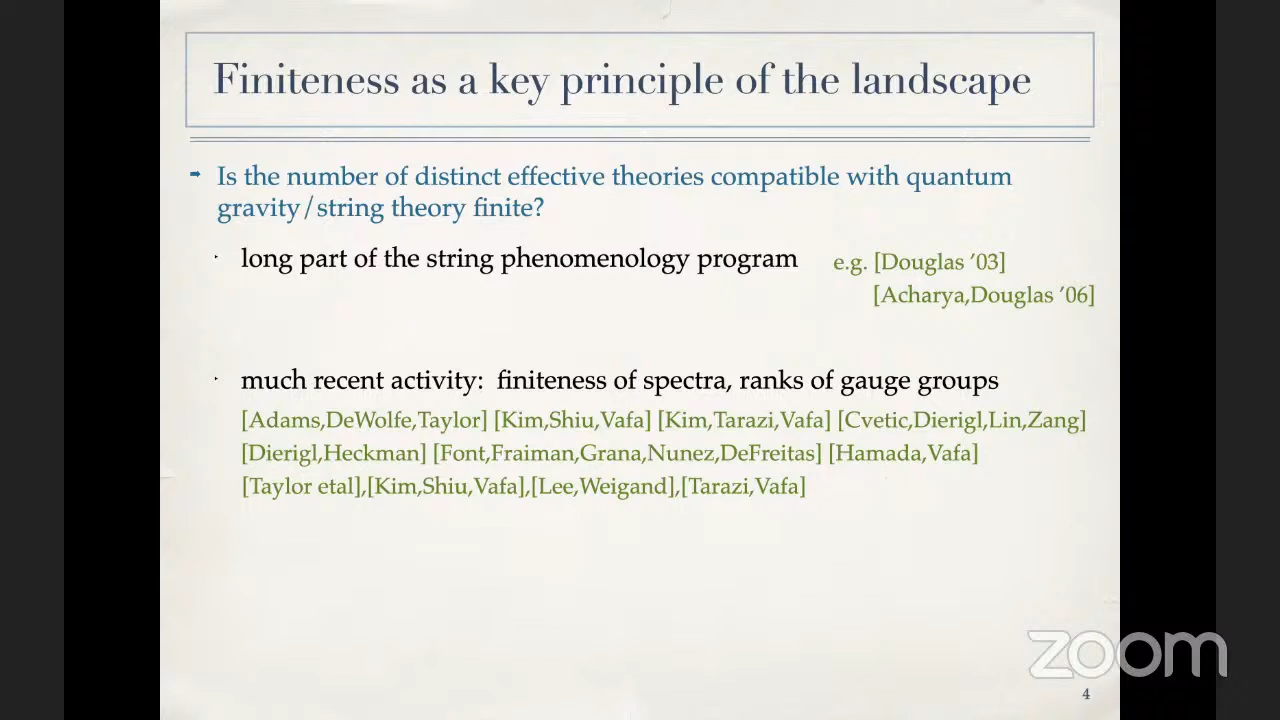 Finiteness as a key principle of the landscape
Is the number of distinct effective theories compatible with quantum
gravity/string theory finite?
long part of the string phenomenology program e.g. [Douglas ’03]
[Acharya,Douglas ’06]
much recent activity: finiteness of spectra, ranks of gauge groups
[Adams,DeWolfe,Taylor] [Kim,Shiu,Vafa] [Kim,Tarazi,Vafa] [Cvetic,Dierigl,Lin,Zang]
[Dierigl,Heckman] [Font,Fraiman,Grana,Nunez,DeFreitas] [Hamada,Vafa]
[Taylor etal],[Kim,Shiu,Vafa],[Lee,Weigand],[Tarazi,Vafa]
zoom
4